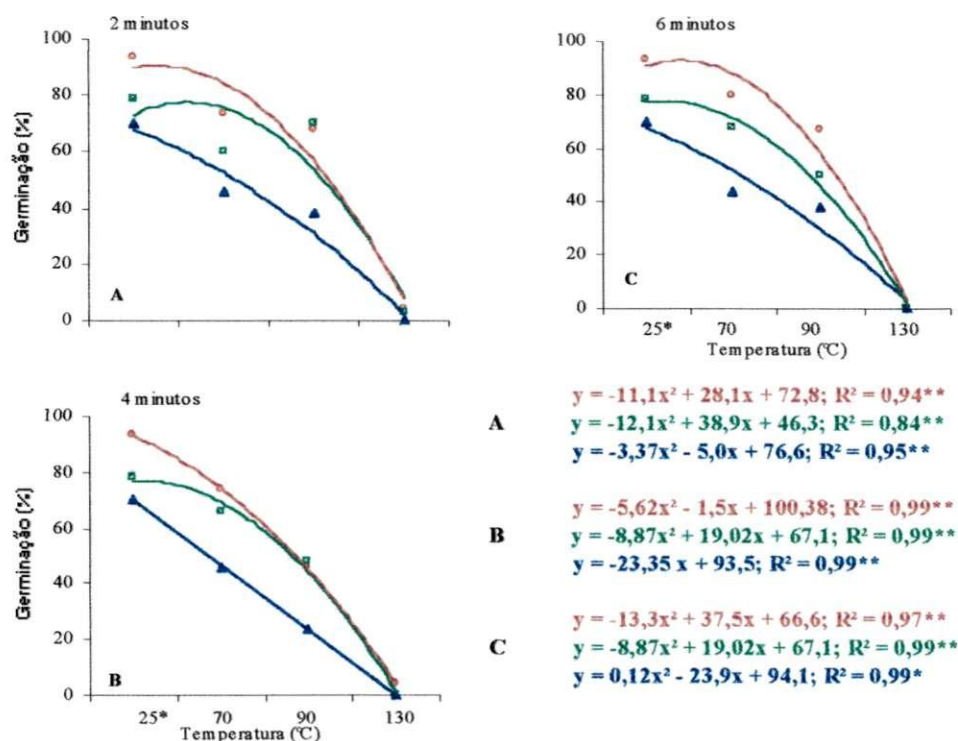 2 minutos
100
80
60
40
20
0
Germinação (%)
A
6 minutos
100
80
60
40
20
0
Germinação (%)
C
25* 70 90 130
Temperatura (ºC)
4 minutos
100
80
60
40
20
0
Germinação (%)
B
25* 70 90 130
Temperatura (ºC)
A
y = -11,1x² + 28,1x + 72,8; R² = 0,94**
y = -12,1x² + 38,9x + 46,3; R² = 0,84**
y = -3,37x² - 5,0x + 76,6; R² = 0,95**
B
y = -5,62x² - 1,5x + 100,38; R² = 0,99**
y = -8,87x² + 19,02x + 67,1; R² = 0,99**
y = -23,35 x + 93,5; R² = 0,99**
C
y = -13,3x² + 37,5x + 66,6; R² = 0,97**
y = -8,87x² + 19,02x + 67,1; R² = 0,99**
y = 0,12x² - 23,9x + 94,1; R² = 0,99*